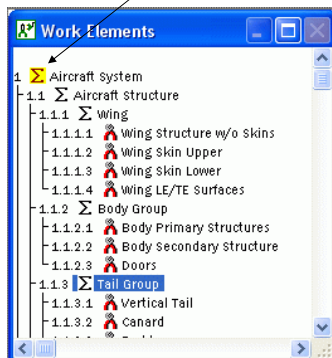 Work Elements
1 Σ Aircraft System
1.1 Σ Aircraft Structure
1.1.1 Σ Wing
1.1.1.1 Wing Structure w/o Skins
1.1.1.2 Wing Skin Upper
1.1.1.3 Wing Skin Lower
1.1.1.4 Wing LE/TE Surfaces
1.1.2 Σ Body Group
1.1.2.1 Body Primary Structures
1.1.2.2 Body Secondary Structure
1.1.2.3 Doors
1.1.3 Σ Tail Group
1.1.3.1 Vertical Tail
1.1.3.2 Canard